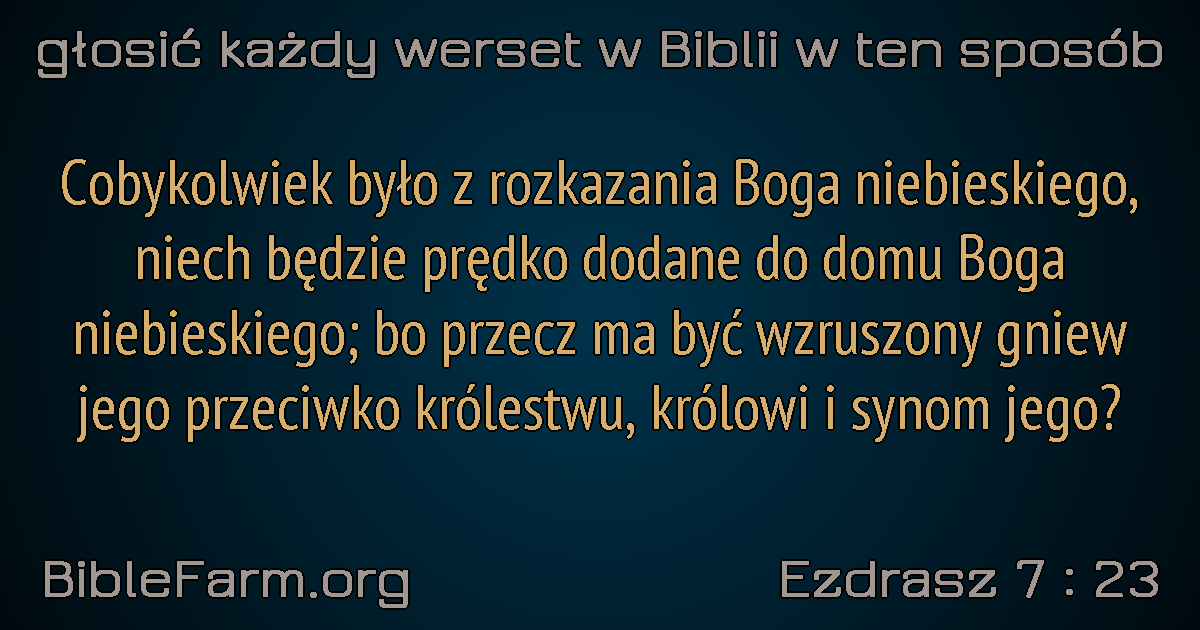 głosić każdy werset w Biblii w ten sposób
Cobykolwiek było z rozkazania Boga niebieskiego,
niech będzie prędko dodane do domu Boga
niebieskiego; bo przecz ma być wzruszony gniew
jego przeciwko królestwu, królowi i synom jego?
BibleFarm.org
Ezdrasz 7 : 23